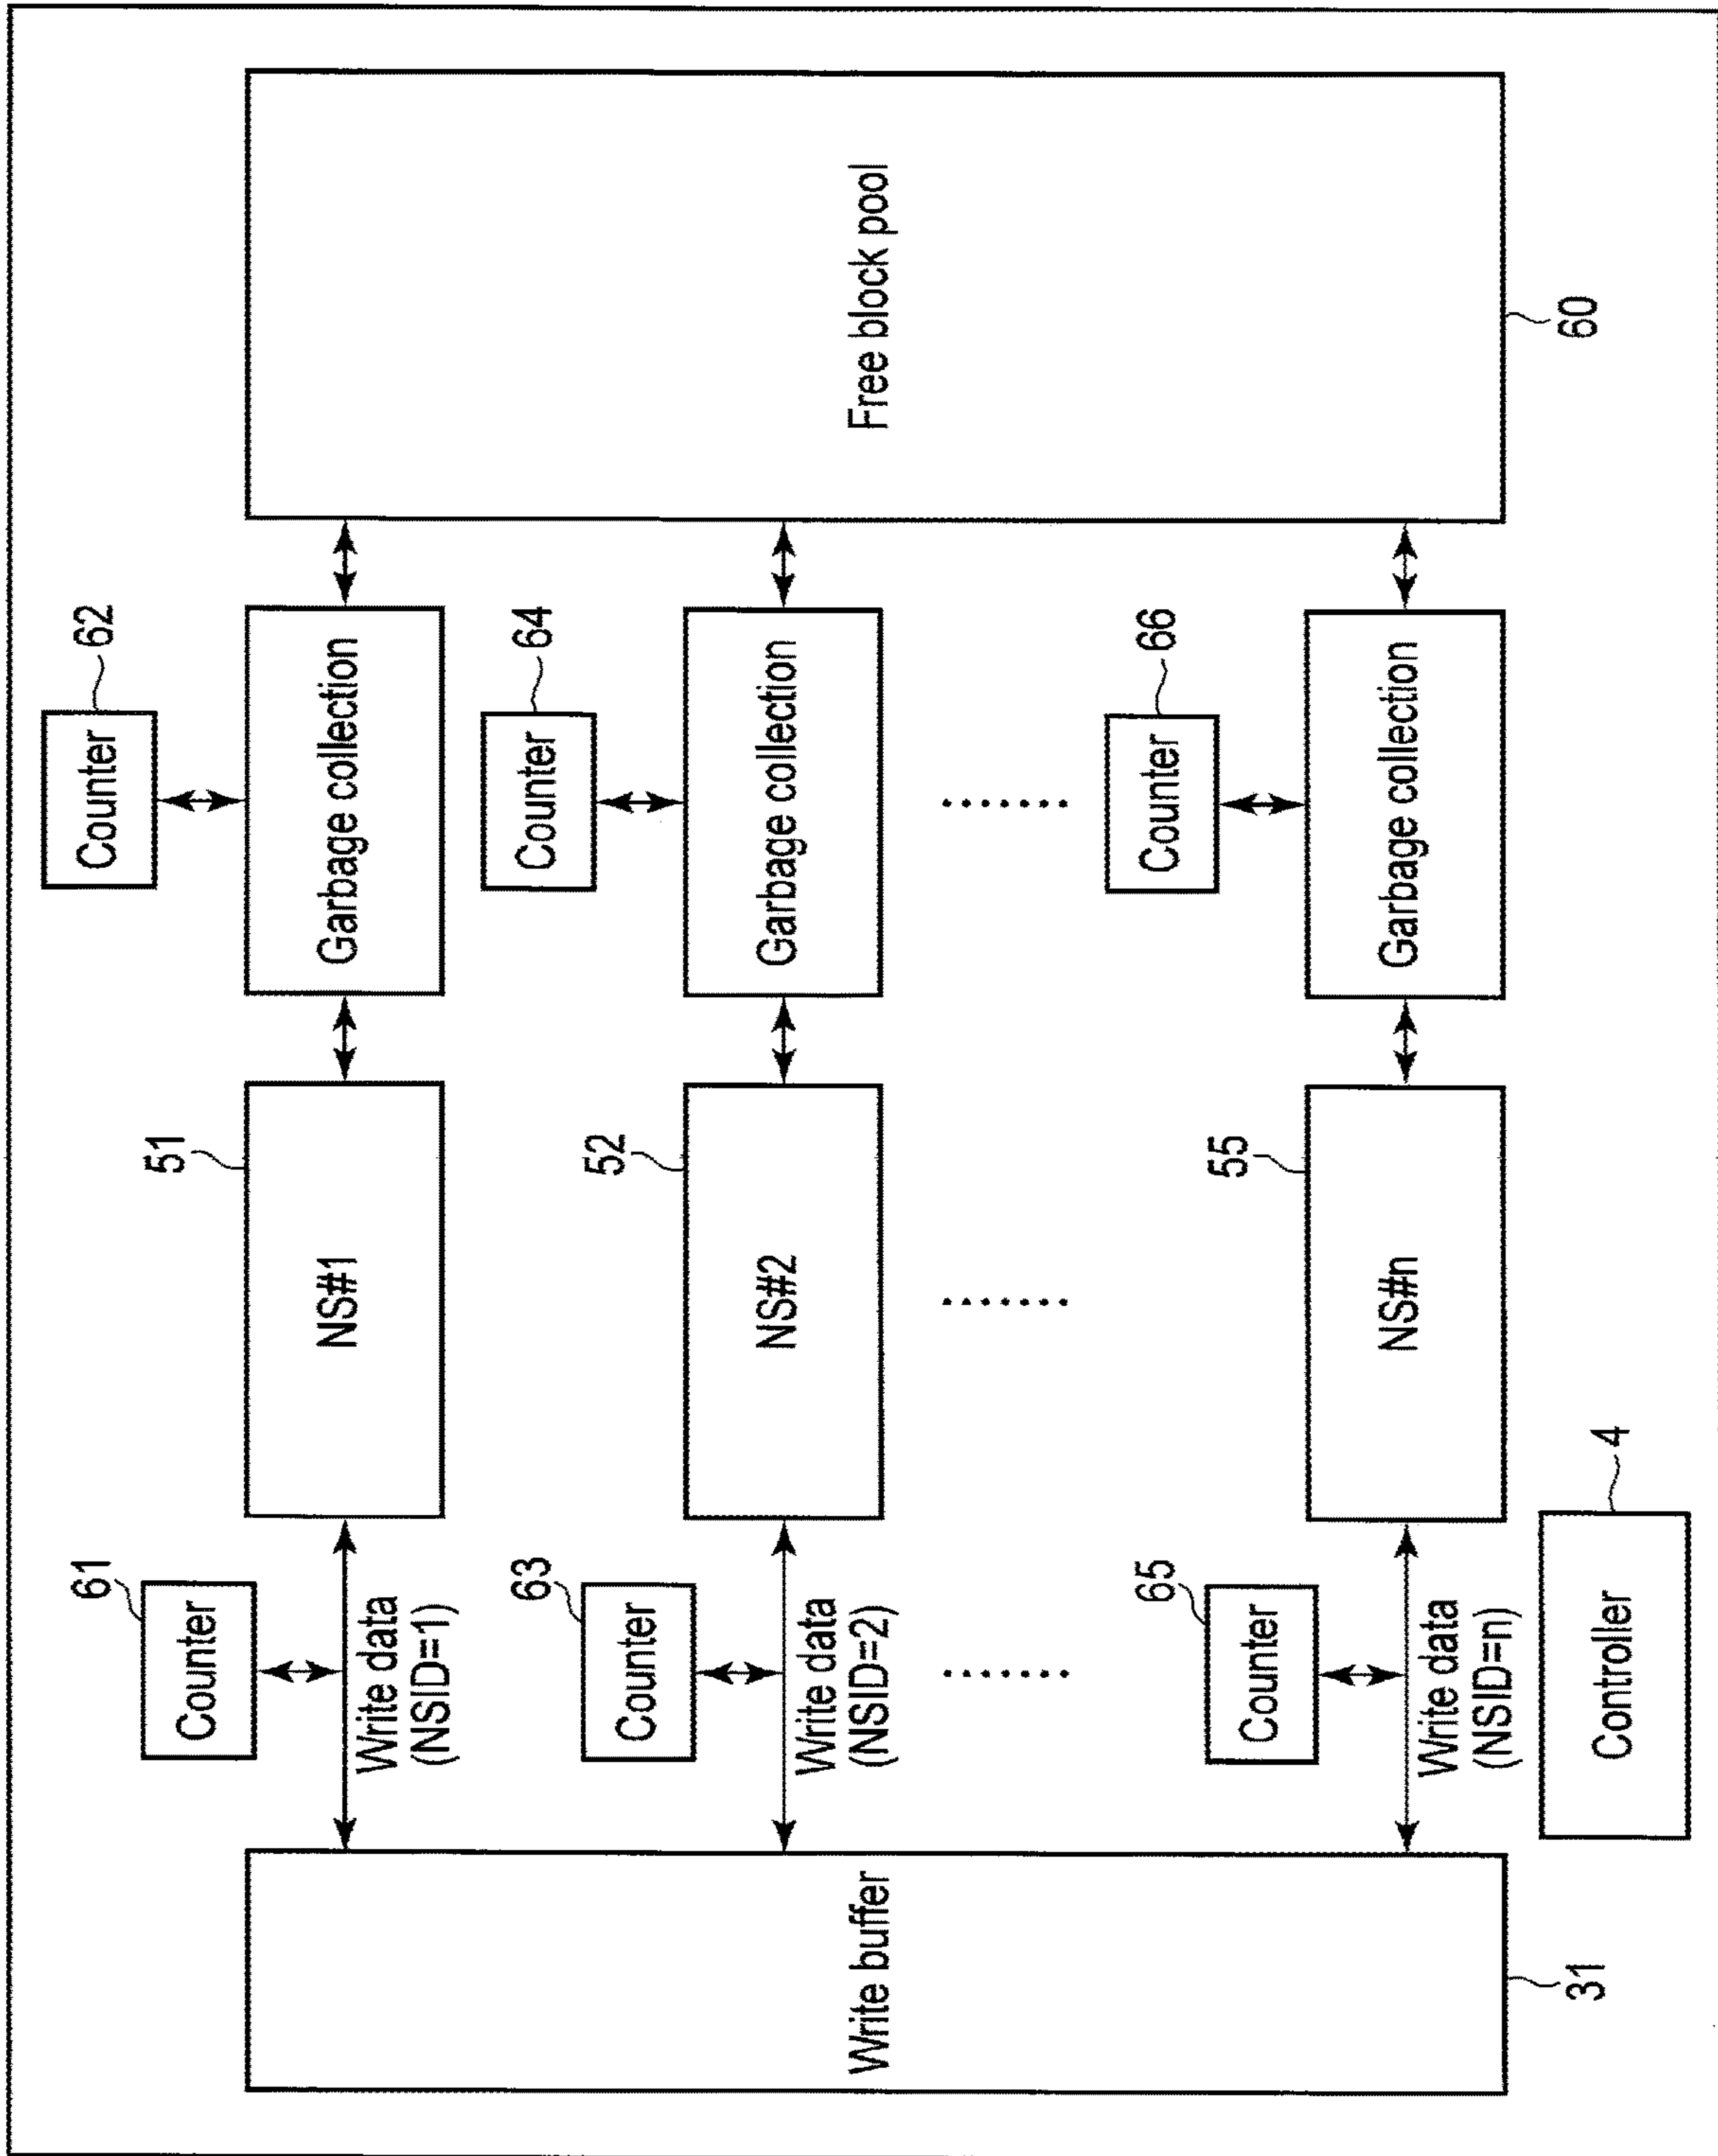 61
Counter
62
51
Counter
NS#1
Garbage collection
Write data
(NSID=1)
63
52
Counter
64
Counter
NS#2
Garbage collection
Write data
(NSID=2)
Write buffer
Free block pool
65
55
Counter
66
Counter
NS#n
Garbage collection
Write data
(NSID=n)
31
60
Controller
4